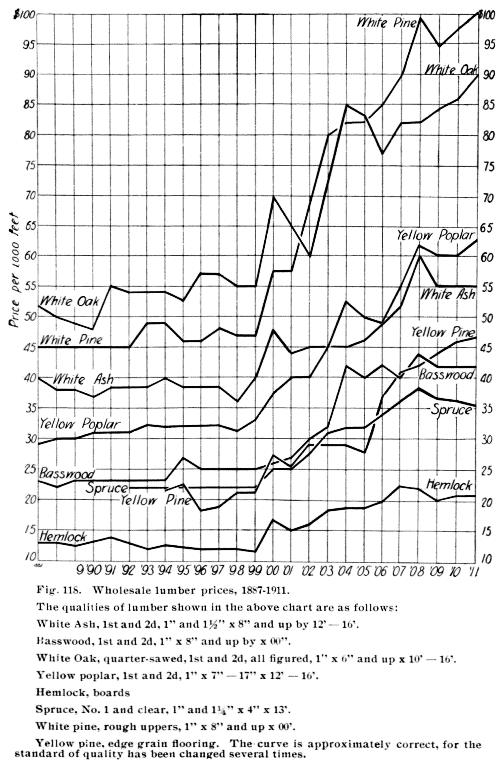 $100 $100
95 95
90 90
85 85
80 80
75 75
70 70
65 65
60 60
55 55
50 50
45 45
40 40
35 35
30 30
25 25
20 20
15 15
10 10
Price per 1000 feet
White Pine
White Oak
Yellow Poplar
White Ash
Yellow Pine
Basswood
Spruce
Hemlock
White Oak
White Pine
White Ash
Yellow Poplar
Basswood
Spruce
Yellow Pine
Hemlock
9 90 91 92 93 94 95 96 97 98 99 00 '01 '02 '03 '04 '05 '06 '07 '08 '09 '10 '11
Fig. 118. Wholesale lumber prices, 1887-1911.
The qualities of lumber shown in the above chart are as follows:
White Ash, 1st and 2d, 1" and 1½" x 8" and up by 12' — 16'.
Basswood, 1st and 2d, 1" x 8" and up by x 00".
White Oak, quarter-sawed, 1st and 2d, all figured, 1" x 6" and up x 10' — 16'.
Yellow poplar, 1st and 2d, 1" x 7" — 17" x 12' — 16'.
Hemlock, boards
Spruce, No. 1 and clear, 1" and 1¼" x 4" x 13'.
White pine, rough uppers, 1" x 8" and up x 00'.
Yellow pine, edge grain flooring. The curve is approximately correct, for the
standard of quality has been changed several times.